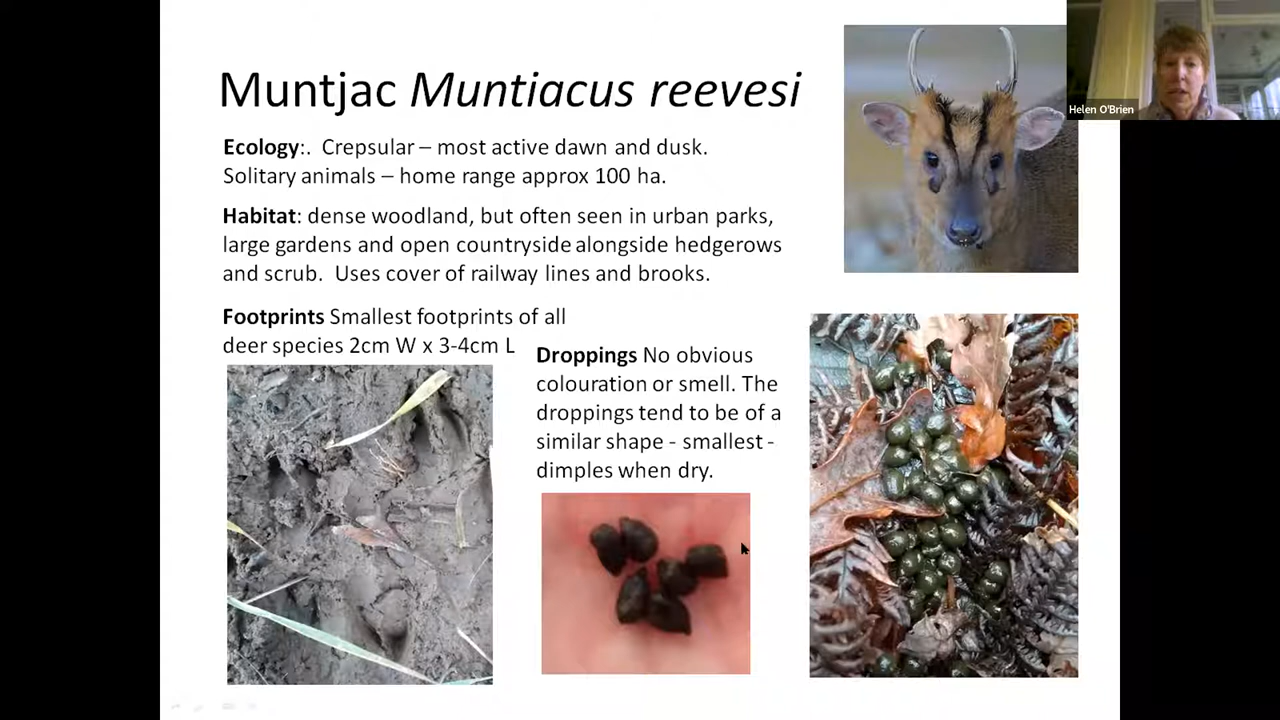 Muntjac Muntiacus reevesi
Helen O'Brien
Ecology:. Crepsular – most active dawn and dusk.
Solitary animals – home range approx 100 ha.
Habitat: dense woodland, but often seen in urban parks,
large gardens and open countryside alongside hedgerows
and scrub. Uses cover of railway lines and brooks.
Footprints Smallest footprints of all
deer species 2cm W x 3-4cm L
Droppings No obvious
colouration or smell. The
droppings tend to be of a
similar shape - smallest -
dimples when dry.